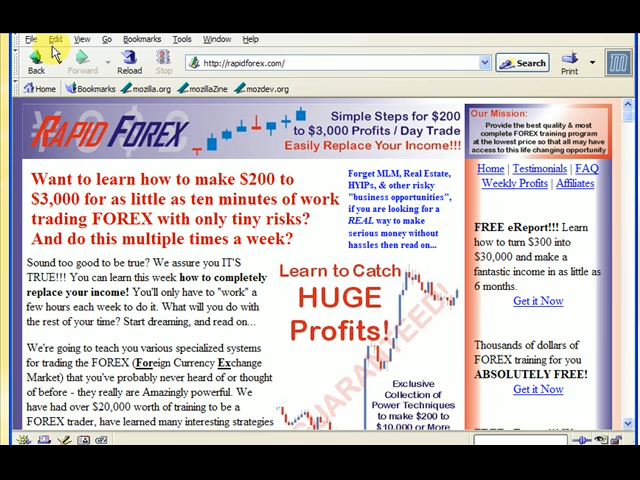 File Edit View Go Bookmarks Tools Window Help
Back Forward Reload Stop http://rapidforex.com/ Search Print
Home Bookmarks mozilla.org mozillaZine mozdev.org
RAPID FOREX
Simple Steps for $200
to $3,000 Profits / Day Trade
Easily Replace Your Income!!!
Our Mission:
Provide the best quality & most
complete FOREX training program
at the lowest price so that all may have
access to this life changing opportunity
Want to learn how to make $200 to
$3,000 for as little as ten minutes of work
trading FOREX with only tiny risks?
And do this multiple times a week?
Forget MLM, Real Estate,
HYIPs, & other risky
"business opportunities",
if you are looking for a
REAL way to make
serious money without
hassles then read on...
Home | Testimonials | FAQ
Weekly Profits | Affiliates
Sound too good to be true? We assure you IT'S
TRUE!!! You can learn this week how to completely
replace your income! You'll only have to "work" a
few hours each week to do it. What will you do with
the rest of your time? Start dreaming, and read on...
We're going to teach you various specialized systems
for trading the FOREX (Foreign Currency Exchange
Market) that you've probably never heard of or thought
of before - they really are Amazingly powerful. We
have had over $20,000 worth of training to be a
FOREX trader, have learned many interesting strategies
Learn to Catch
HUGE
Profits!
GUARANTEED!
Exclusive
Collection of
Power Techniques
to make $200 to
$10,000 or More
FREE eReport!!! Learn
how to turn $300 into
$30,000 and make a
fantastic income in as little as
6 months.
Get it Now
Thousands of dollars of
FOREX training for you
ABSOLUTELY FREE!
Get it Now